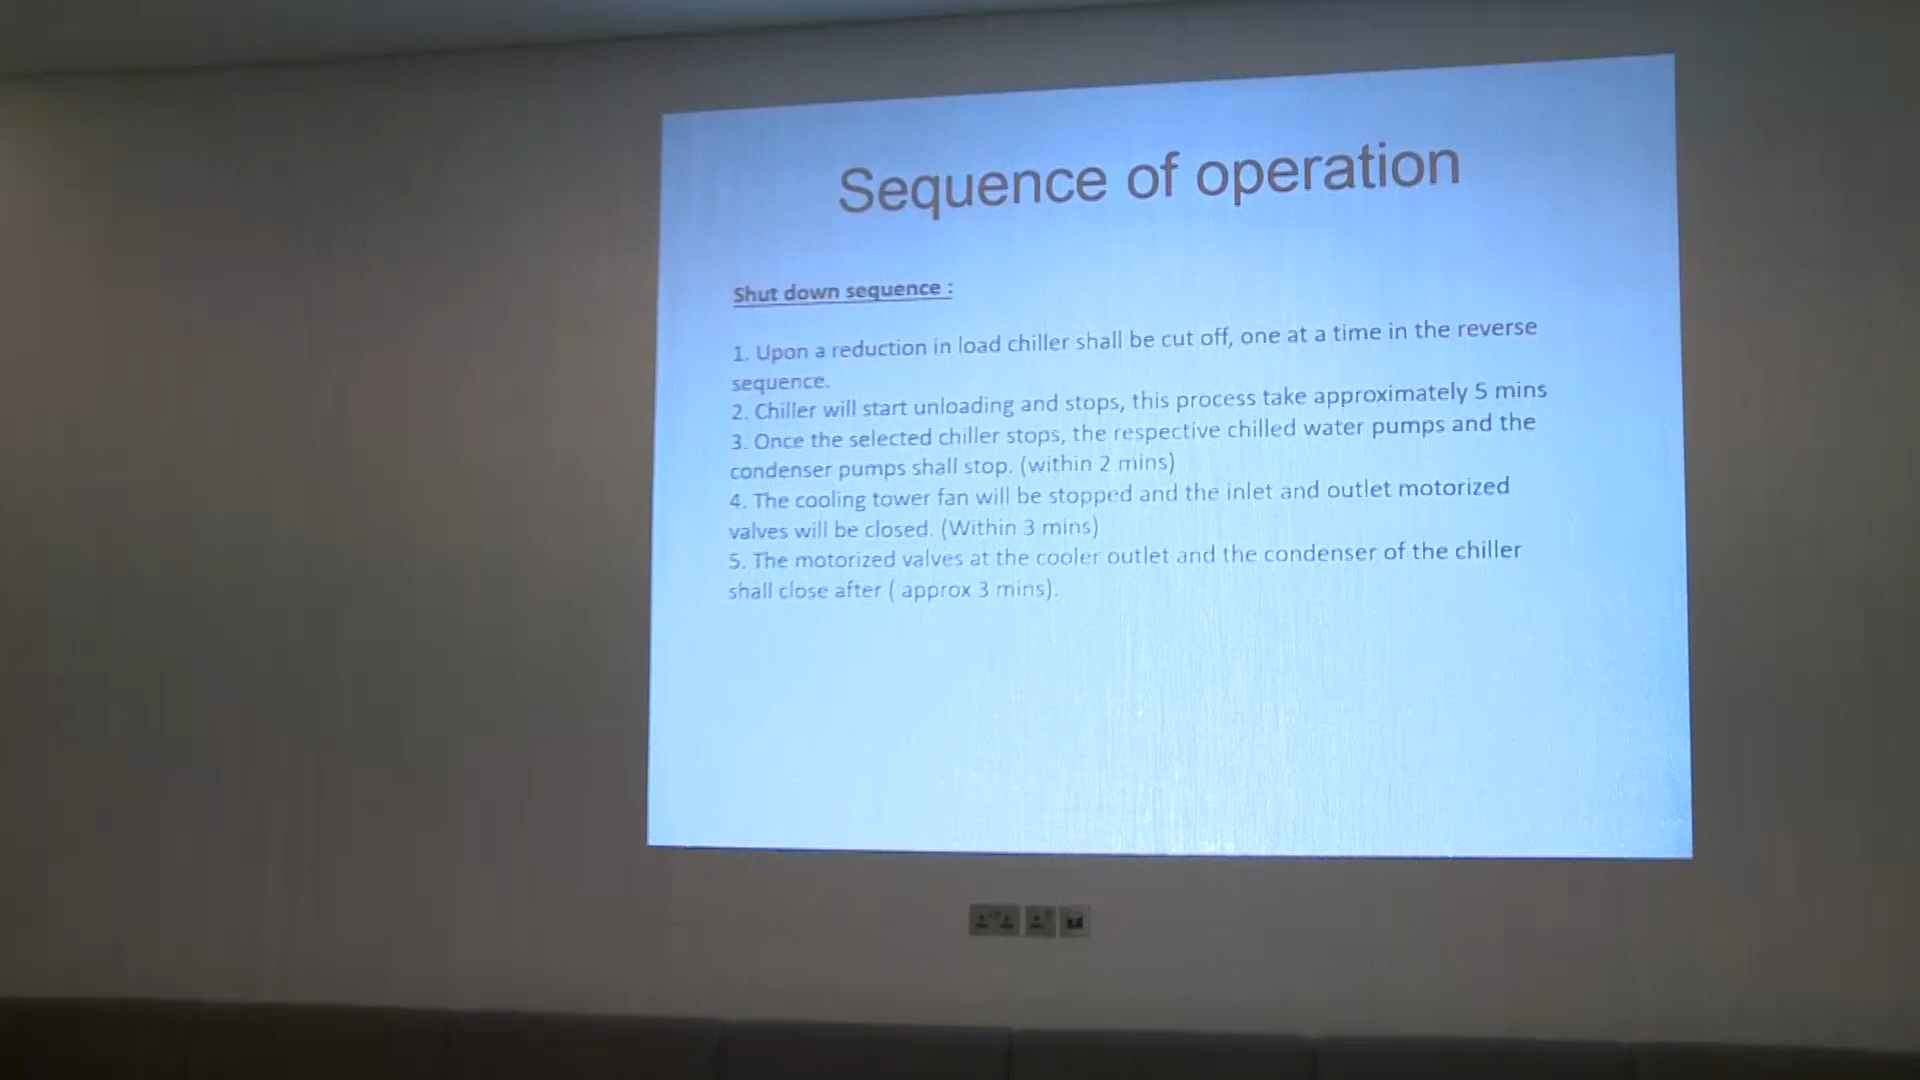 Sequence of operation
Shut down sequence :
1. Upon a reduction in load chiller shall be cut off, one at a time in the reverse
sequence.
2. Chiller will start unloading and stops, this process take approximately 5 mins
3. Once the selected chiller stops, the respective chilled water pumps and the
condenser pumps shall stop. (within 2 mins)
4. The cooling tower fan will be stopped and the inlet and outlet motorized
valves will be closed. (Within 3 mins)
5. The motorized valves at the cooler outlet and the condenser of the chiller
shall close after ( approx 3 mins).